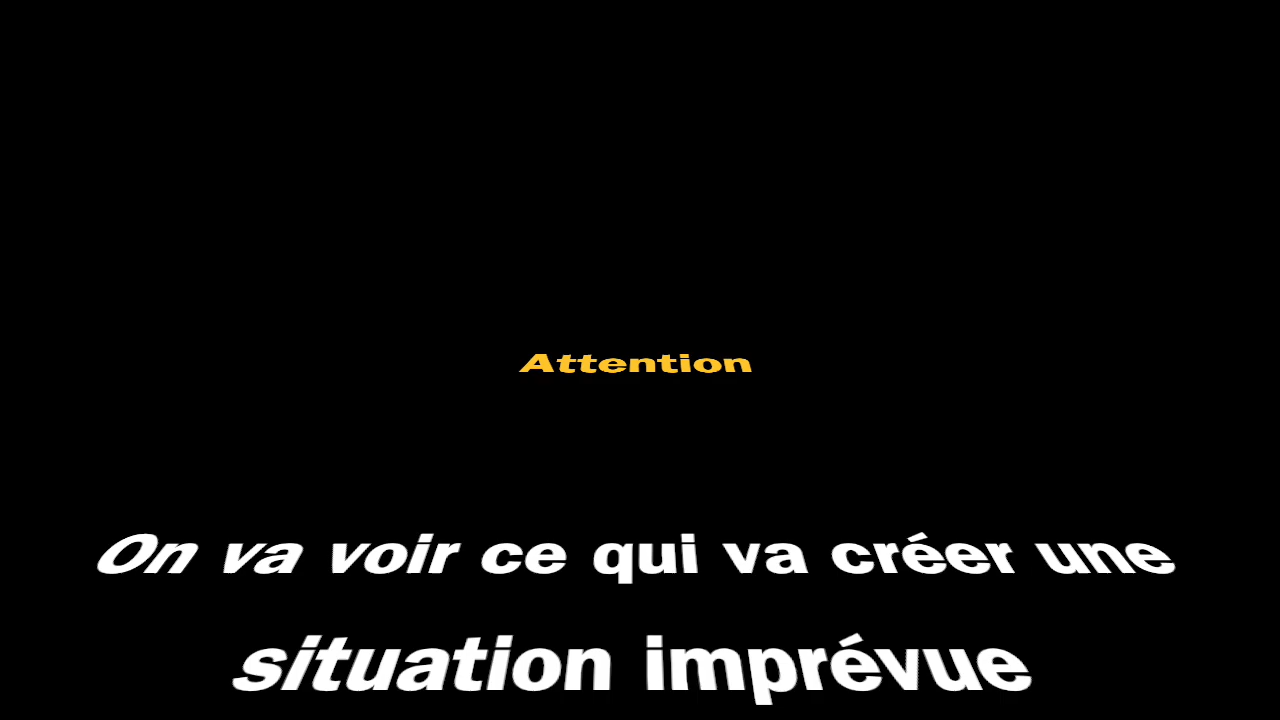 Attention
On va voir ce qui va créer une
situation imprévue